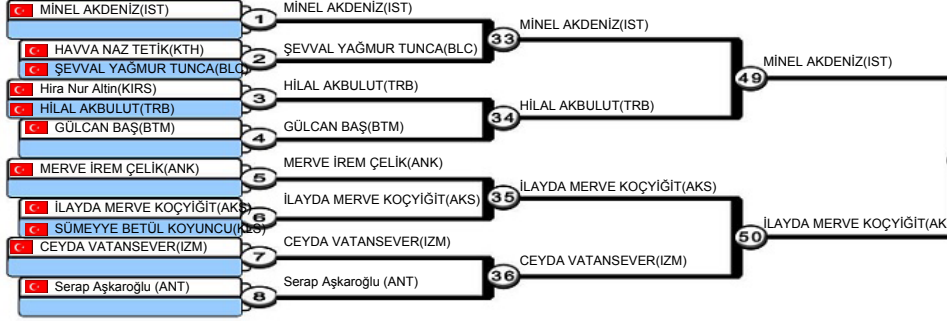 MİNEL AKDENİZ(IST)
1
MİNEL AKDENİZ(IST)
HAVVA NAZ TETİK(KTH)
ŞEVVAL YAĞMUR TUNCA(BLC)
2
ŞEVVAL YAĞMUR TUNCA(BLC)
33
MİNEL AKDENİZ(IST)
Hira Nur Altin(KIRS)
HİLAL AKBULUT(TRB)
3
HİLAL AKBULUT(TRB)
GÜLCAN BAŞ(BTM)
4
GÜLCAN BAŞ(BTM)
34
HİLAL AKBULUT(TRB)
49
MİNEL AKDENİZ(IST)
MERVE İREM ÇELİK(ANK)
5
MERVE İREM ÇELİK(ANK)
İLAYDA MERVE KOÇYİĞİT(AKS)
SÜMEYYE BETÜL KOYUNCU(KLS)
6
İLAYDA MERVE KOÇYİĞİT(AKS)
35
İLAYDA MERVE KOÇYİĞİT(AKS)
CEYDA VATANSEVER(IZM)
7
CEYDA VATANSEVER(IZM)
Serap Aşkaroğlu (ANT)
8
Serap Aşkaroğlu (ANT)
36
CEYDA VATANSEVER(IZM)
50
İLAYDA MERVE KOÇYİĞİT(AK